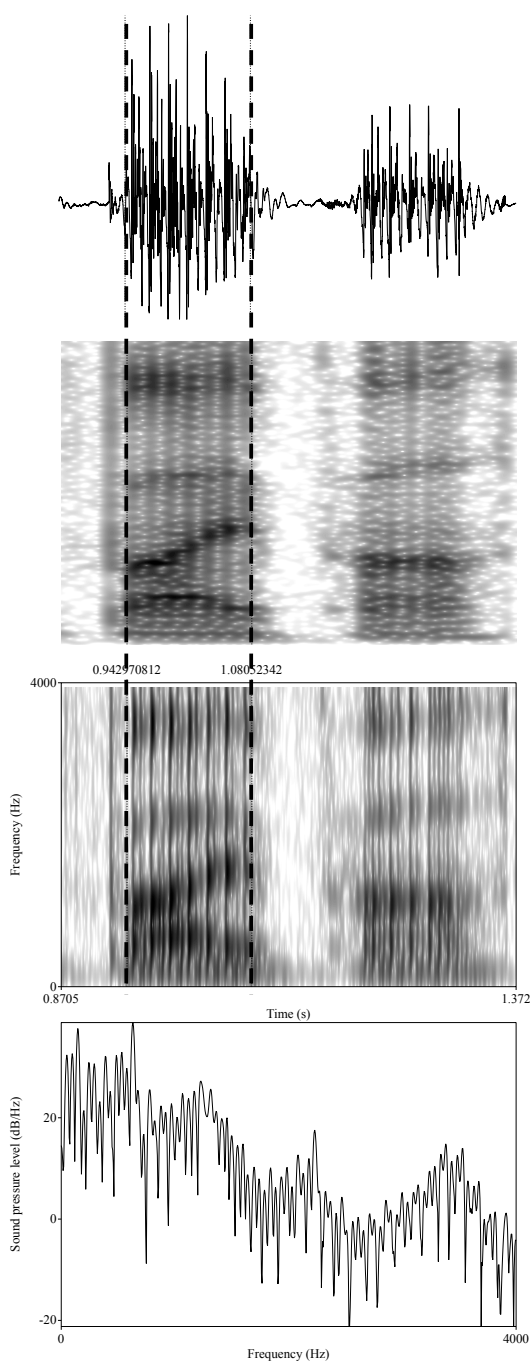 0.942970812 1.08052342
4000
Frequency (Hz)
0
0.8705 1.372
Time (s)
Sound pressure level (dB/Hz)
20
0
-20
0 4000
Frequency (Hz)